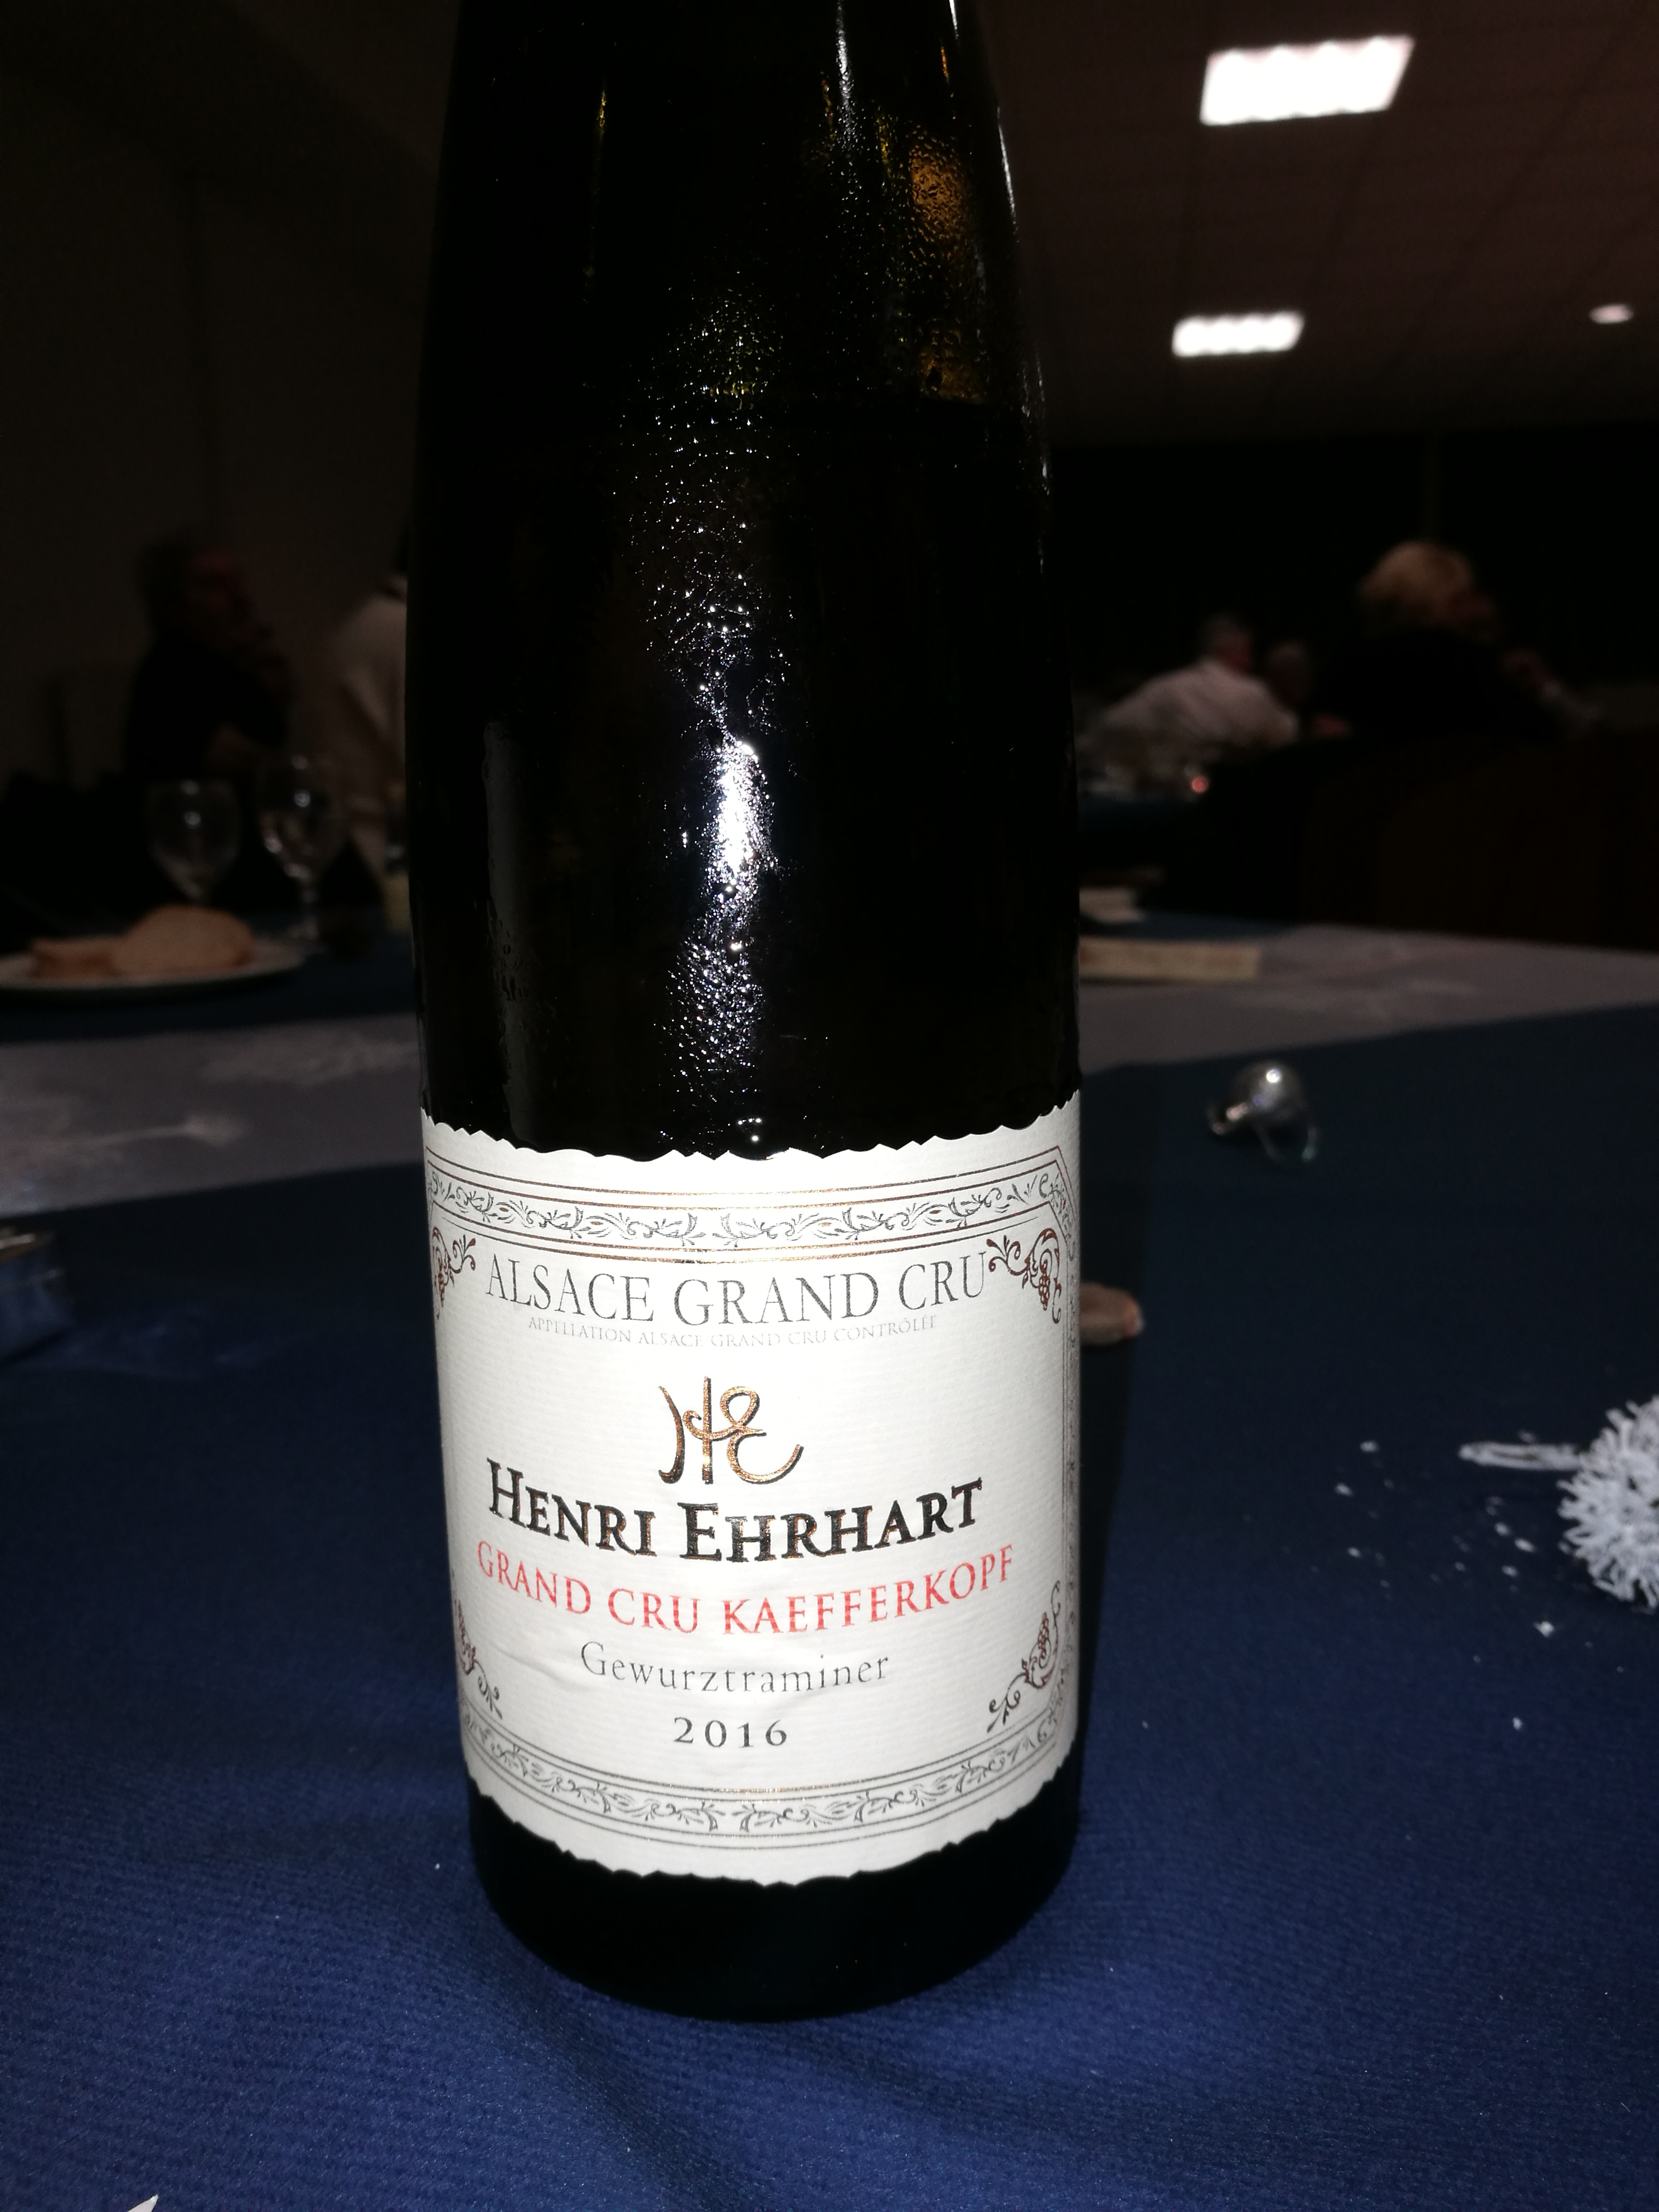 ALSACE GRAND CRU
APPELLATION ALSACE GRAND CRU CONTRÔLÉE
HE
HENRI EHRHART
GRAND CRU KAEFFERKOPF
Gewurztraminer
2016